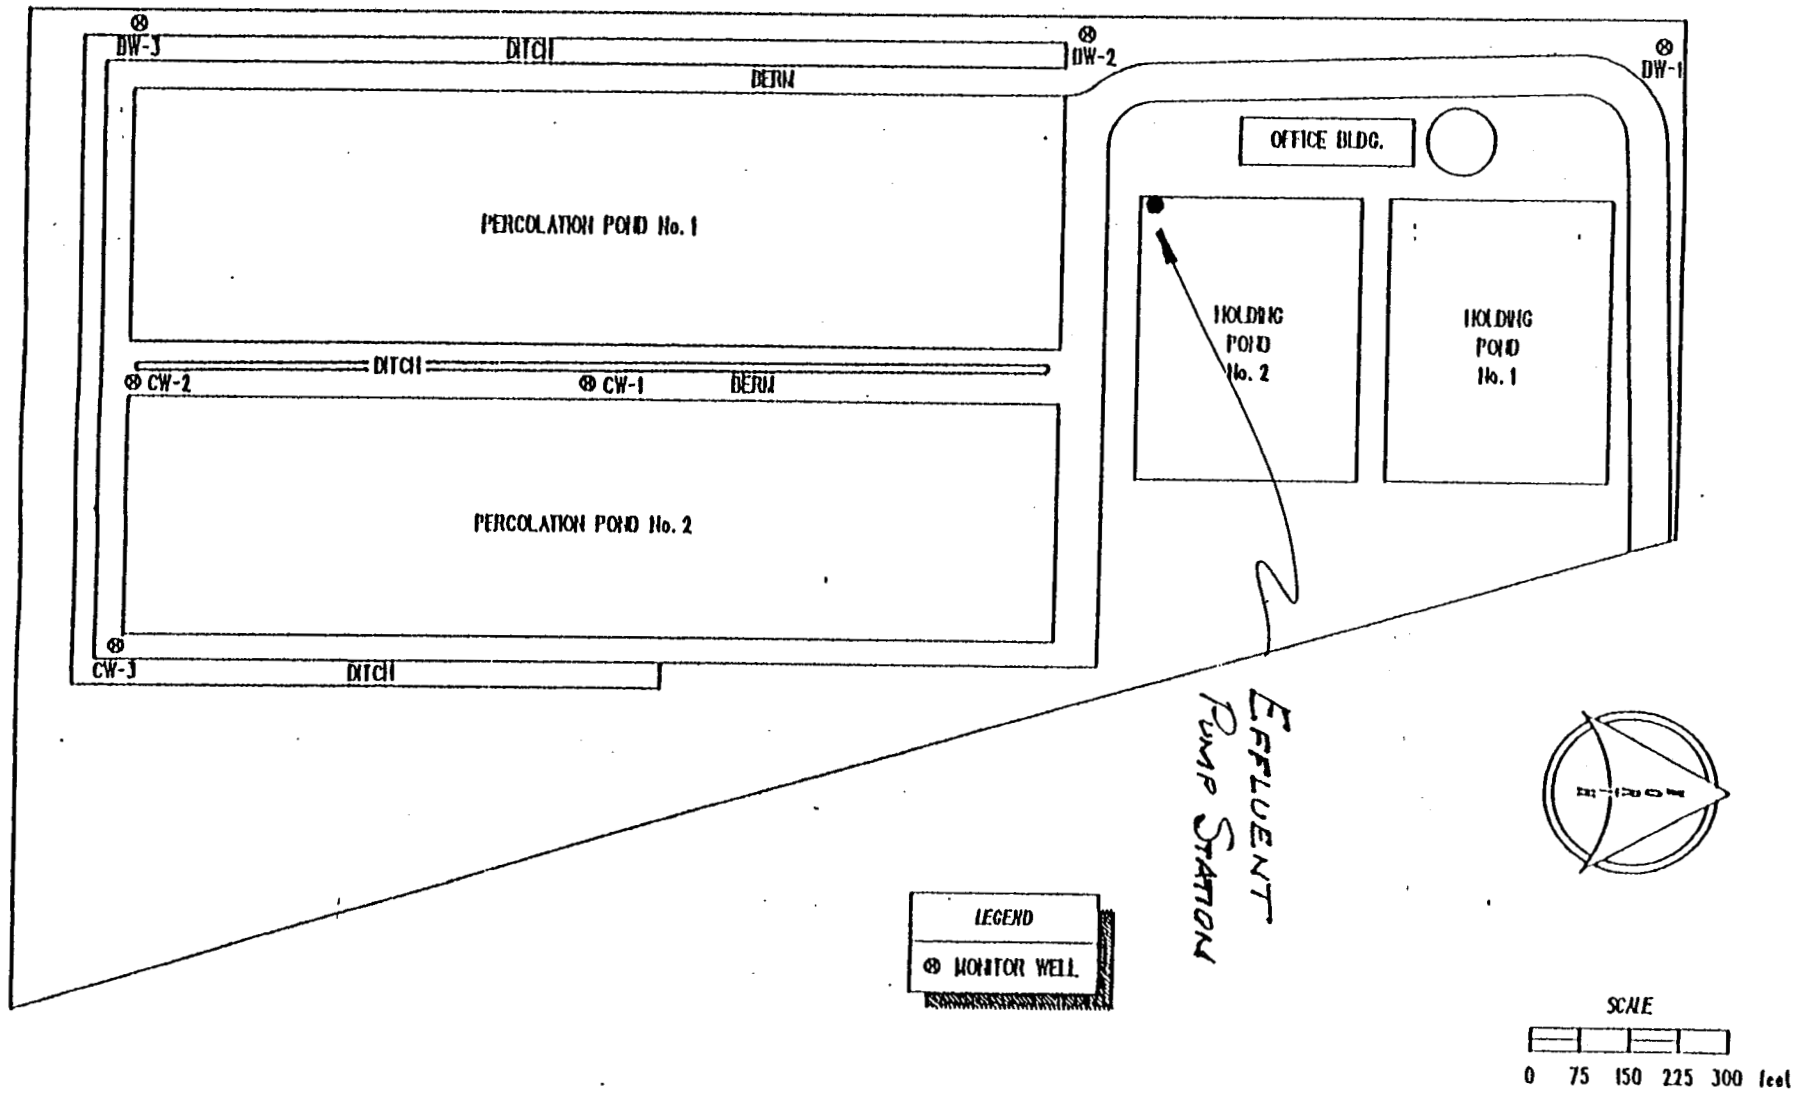 DW-3
DITCH
DW-2
DW-1
BERM
OFFICE BLDG.
PERCOLATION POND No. 1
HOLDING
POND
No. 2
HOLDING
POND
No. 1
DITCH
CW-2
CW-1
BERM
PERCOLATION POND No. 2
CW-3
DITCH
EFFLUENT
PUMP STATION
NORTH
LEGEND
MONITOR WELL
SCALE
0 75 150 225 300 feet